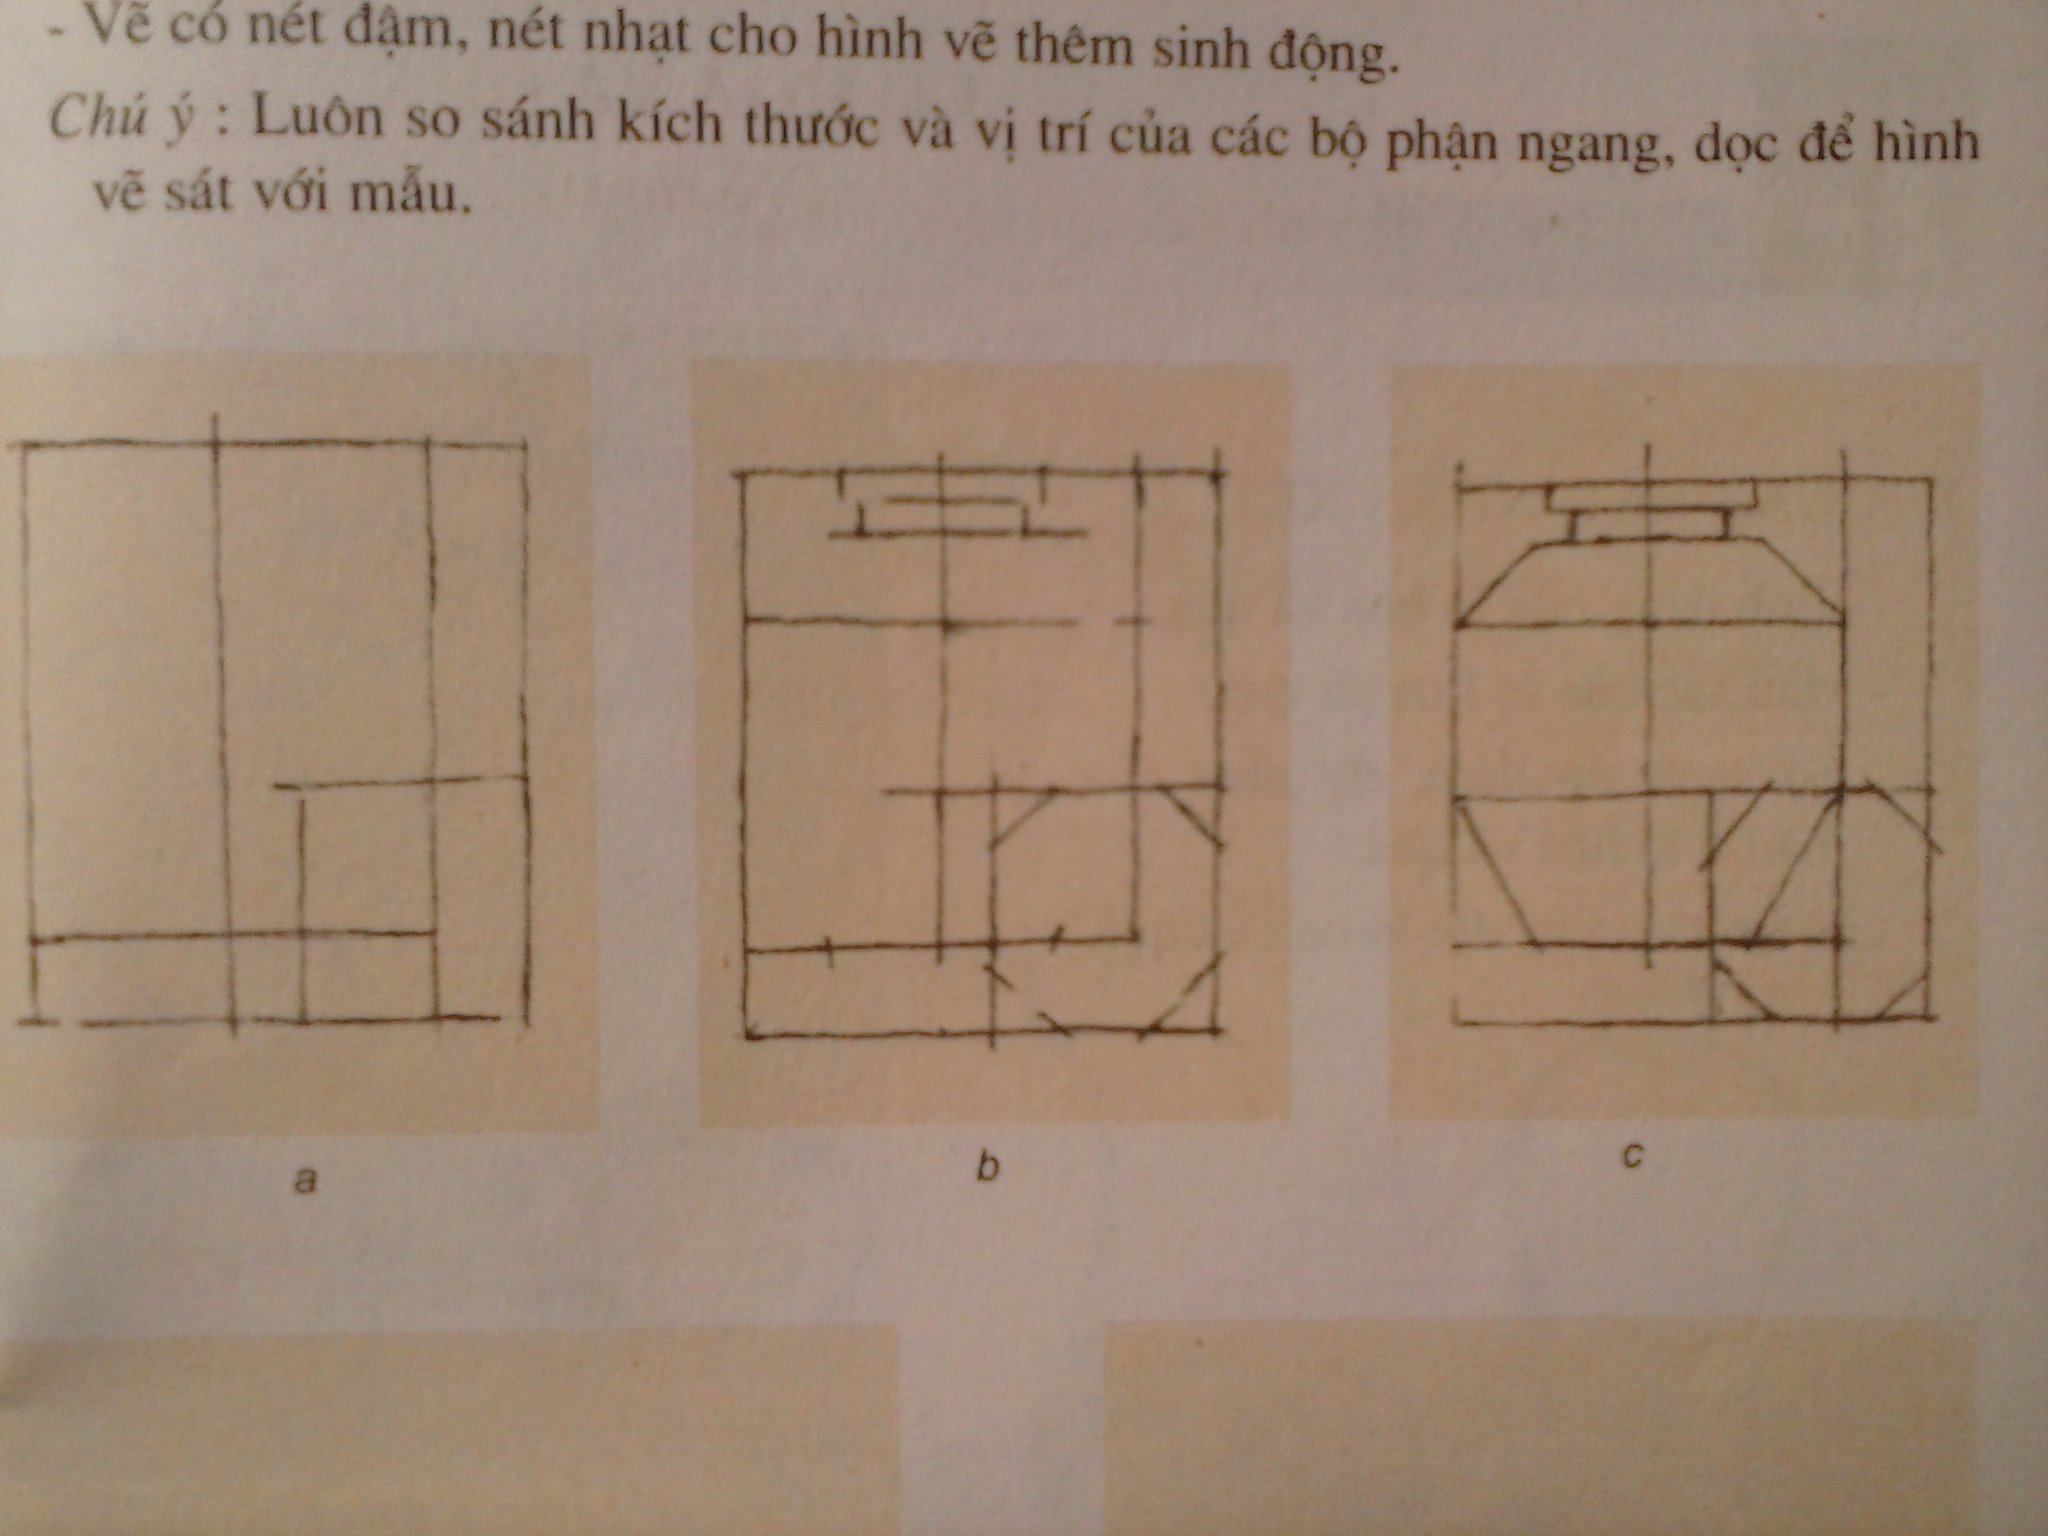 - Vẽ có nét đậm, nét nhạt cho hình vẽ thêm sinh động.
Chú ý : Luôn so sánh kích thước và vị trí của các bộ phận ngang, dọc để hình
vẽ sát với mẫu.
a
b
c